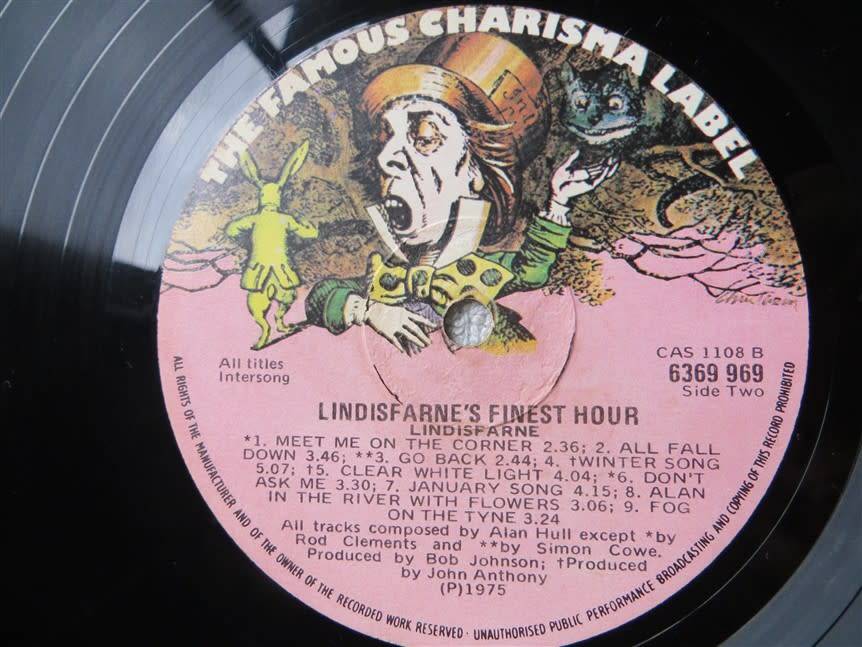 THE FAMOUS CHARISMA LABEL
All titles
Intersong
CAS 1108 B
6369 969
Side Two
LINDISFARNE'S FINEST HOUR
LINDISFARNE
*1. MEET ME ON THE CORNER 2.36; 2. ALL FALL
DOWN 3.46; **3. GO BACK 2.44; 4. †WINTER SONG
5.07; †5. CLEAR WHITE LIGHT 4.04; *6. DON'T
ASK ME 3.30; 7. JANUARY SONG 4.15; 8. ALAN
IN THE RIVER WITH FLOWERS 3.06; 9. FOG
ON THE TYNE 3.24
All tracks composed by Alan Hull except *by
Rod Clements and **by Simon Cowe.
Produced by Bob Johnson; †Produced
by John Anthony
(P)1975
ALL RIGHTS OF THE MANUFACTURER AND OF THE OWNER OF THE RECORDED WORK RESERVED · UNAUTHORISED PUBLIC PERFORMANCE BROADCASTING AND COPYING OF THIS RECORD PROHIBITED